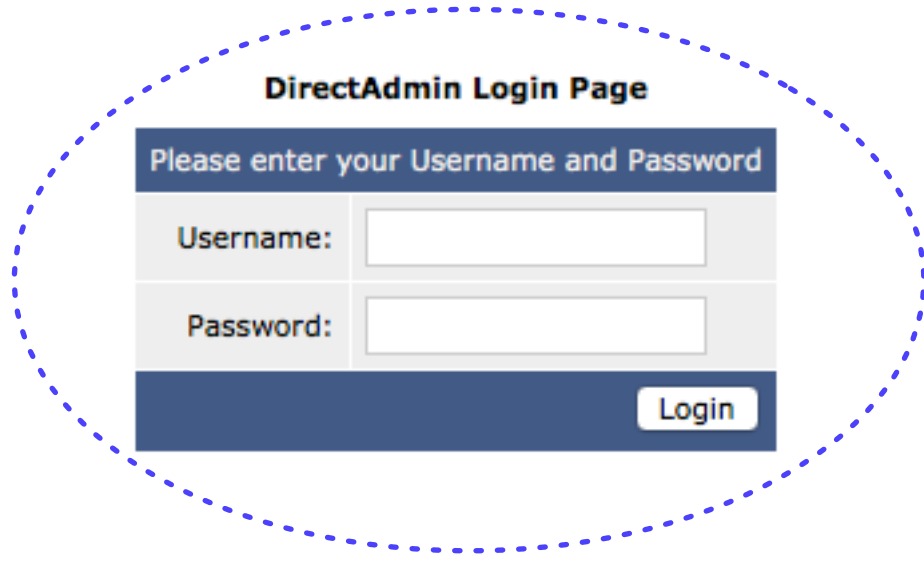 DirectAdmin Login Page
Please enter your Username and Password
Username:
Password:
Login